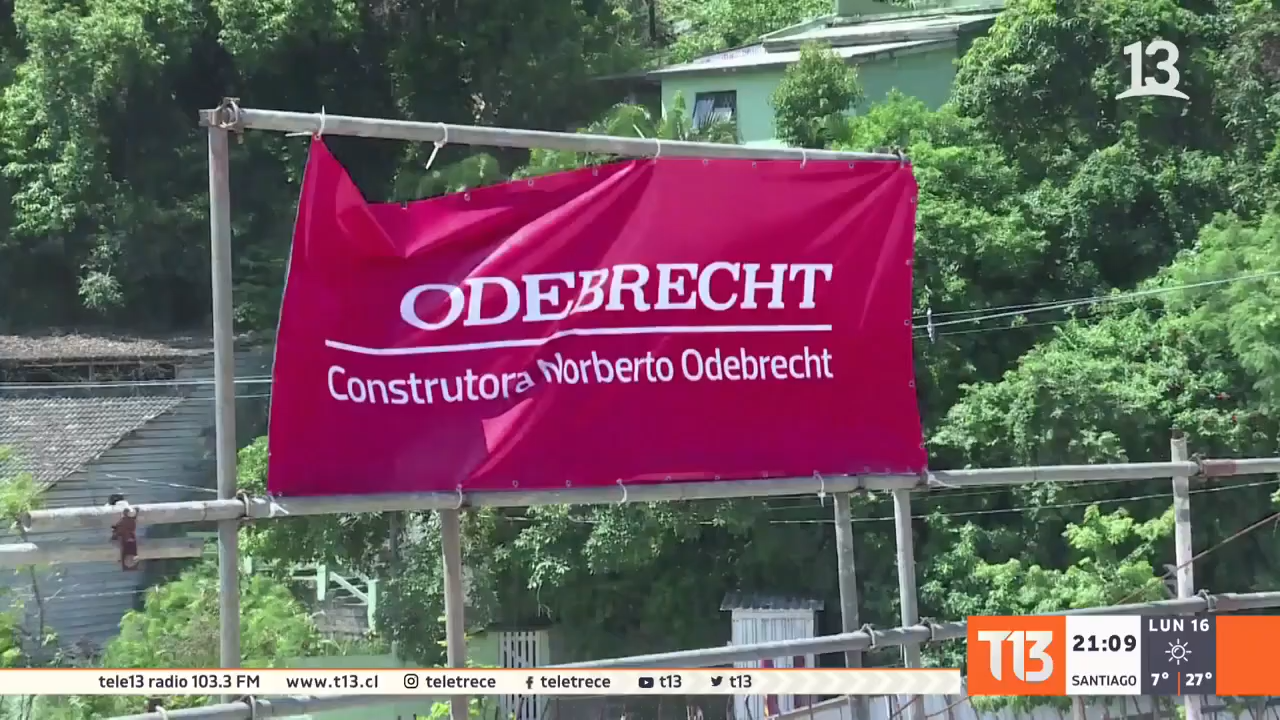 13
ODEBRECHT
Construtora Norberto Odebrecht
T13
21:09
SANTIAGO
LUN 16
7° 27°
tele13 radio 103.3 FM www.t13.cl teletrece teletrece t13 t13